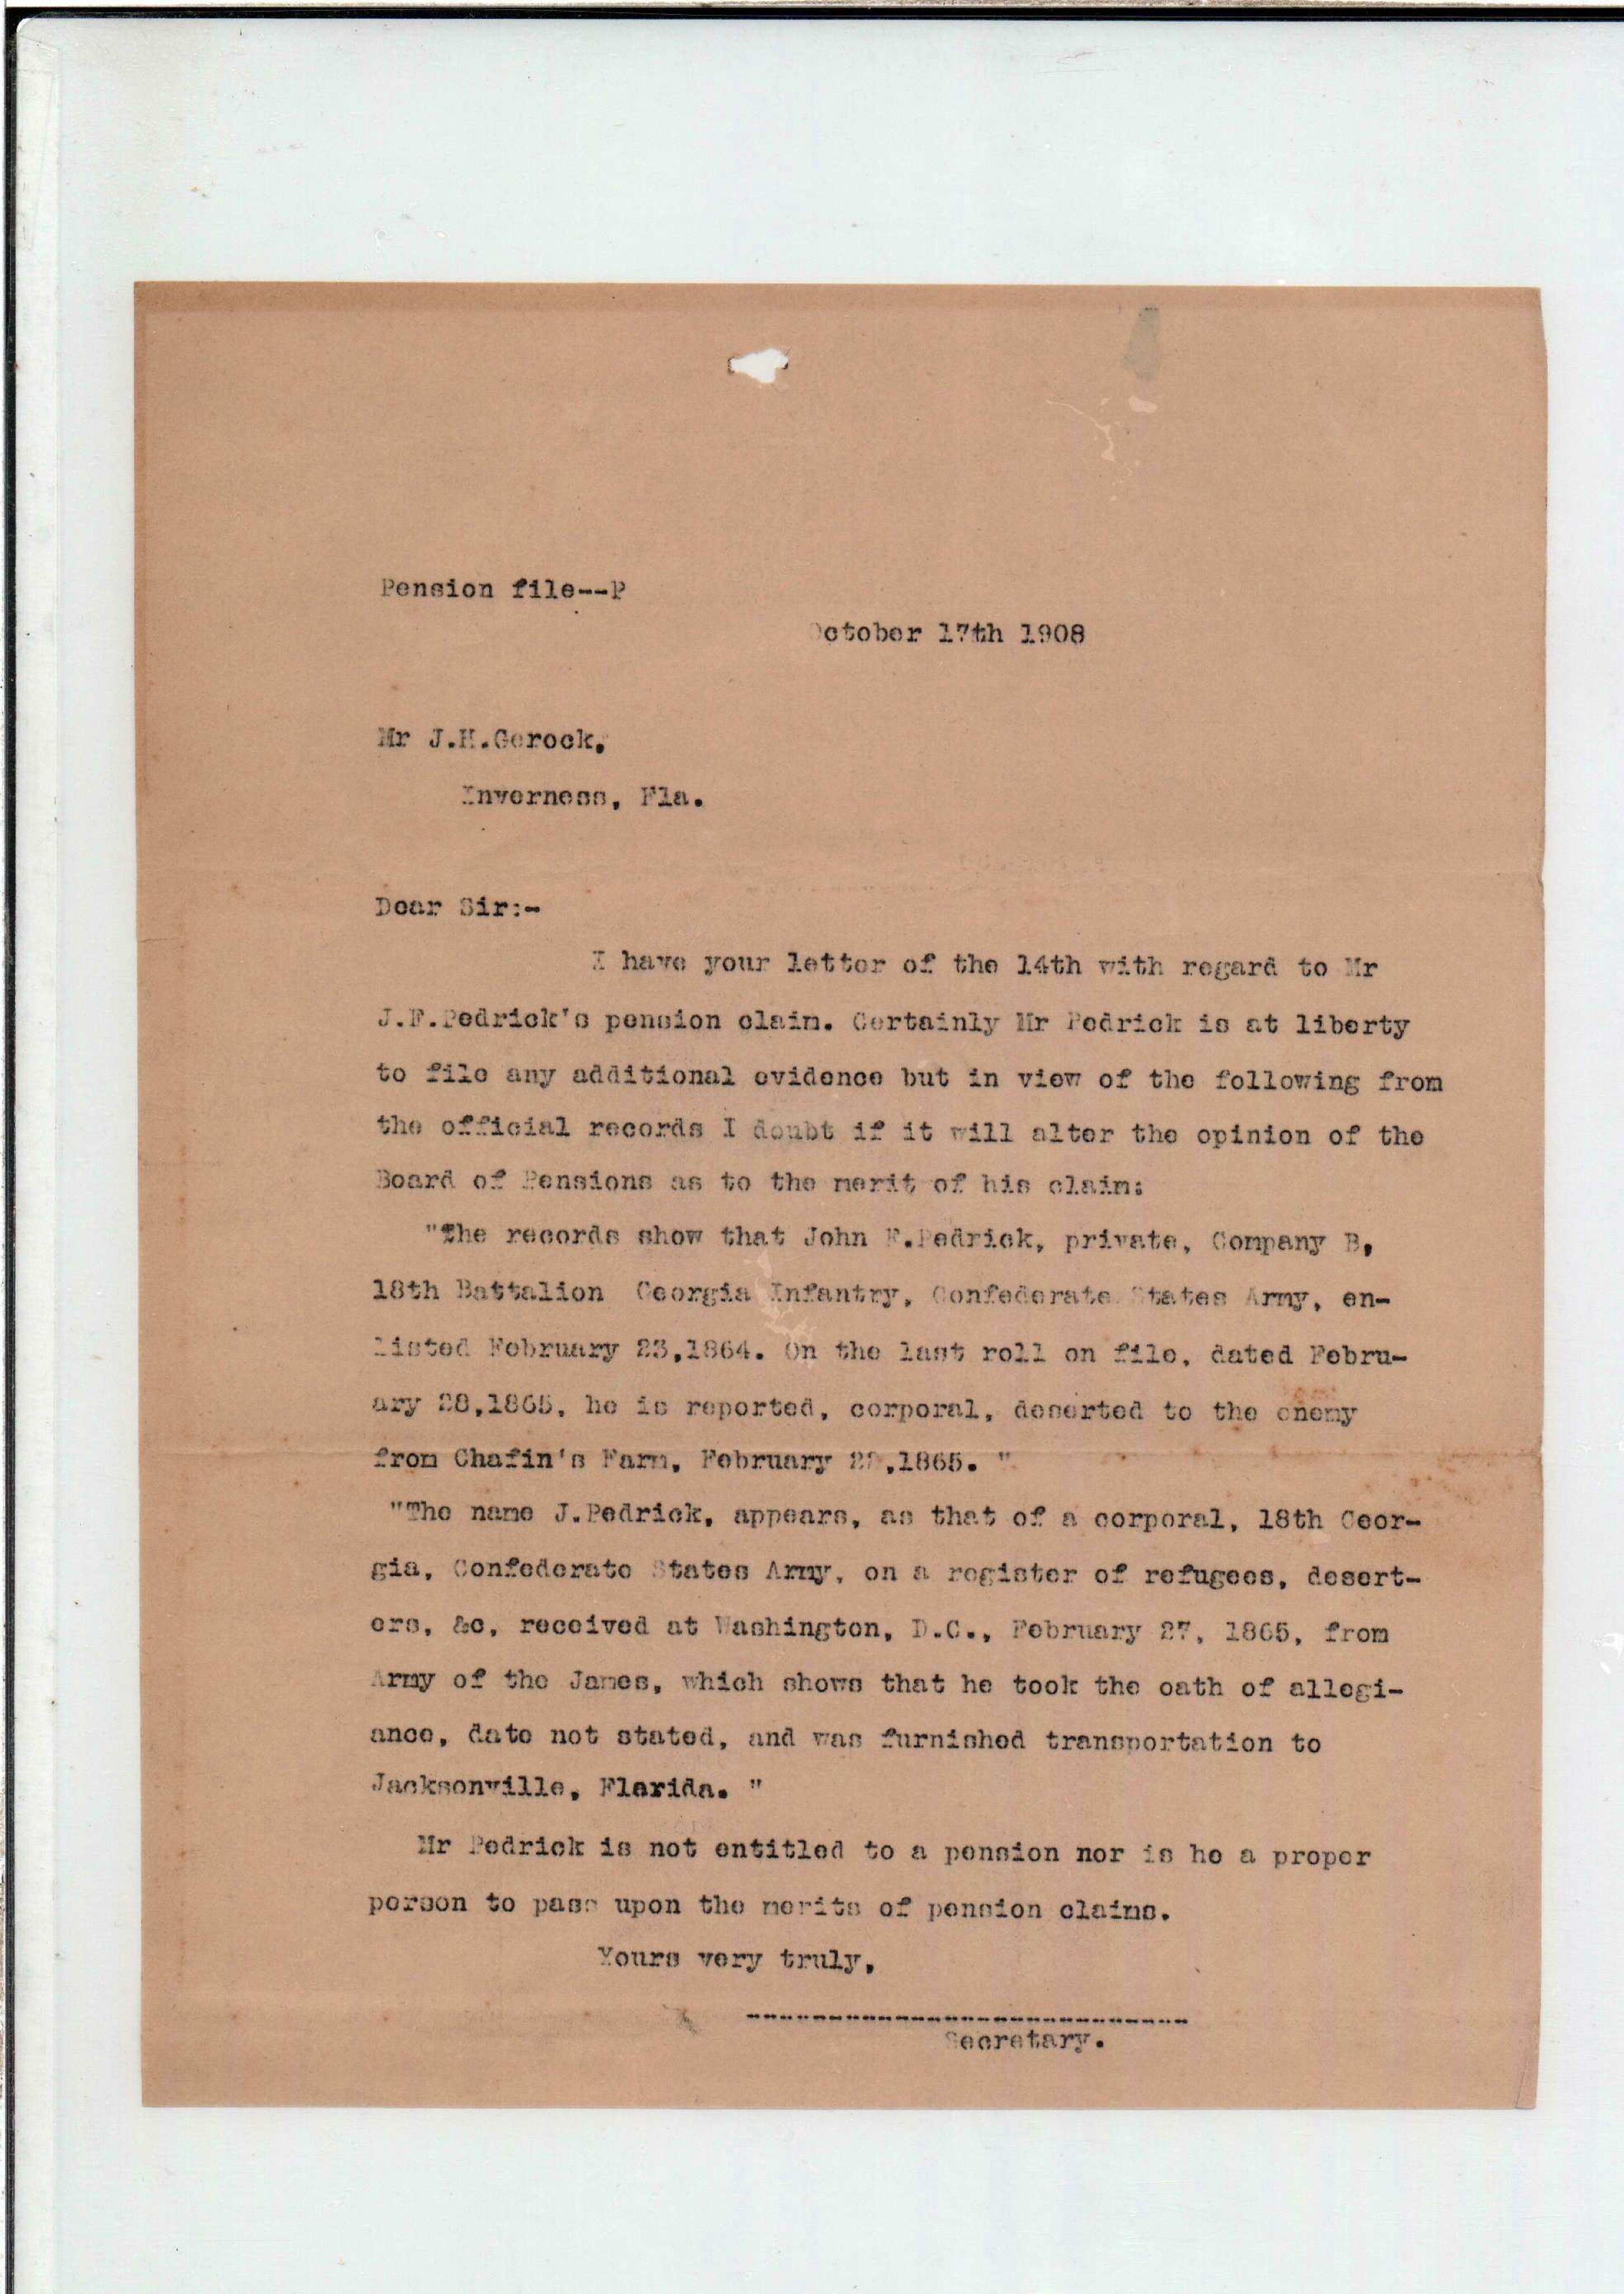 Pension file--P
October 17th 1908
Mr J.H.Gerock,
Inverness, Fla.
Dear Sir:-
I have your letter of the 14th with regard to Mr
J.F.Pedrick's pension claim. Certainly Mr Pedrick is at liberty
to file any additional evidence but in view of the following from
the official records I doubt if it will alter the opinion of the
Board of Pensions as to the merit of his claim:
"The records show that John F.Pedrick, private, Company B,
18th Battalion Georgia Infantry, Confederate States Army, en-
listed February 23,1864. On the last roll on file, dated Febru-
ary 28,1865, he is reported, corporal, deserted to the enemy
from Chafin's Farm, February ,1865. "
"The name J.Pedrick, appears, as that of a corporal, 18th Geor-
gia, Confederate States Army, on a register of refugees, desert-
ers, &c, received at Washington, D.C., February 27, 1865, from
Army of the James, which shows that he took the oath of allegi-
ance, date not stated, and was furnished transportation to
Jacksonville, Flarida. "
Mr Pedrick is not entitled to a pension nor is he a proper
person to pass upon the merits of pension claims.
Yours very truly,
---------------------------
Secretary.